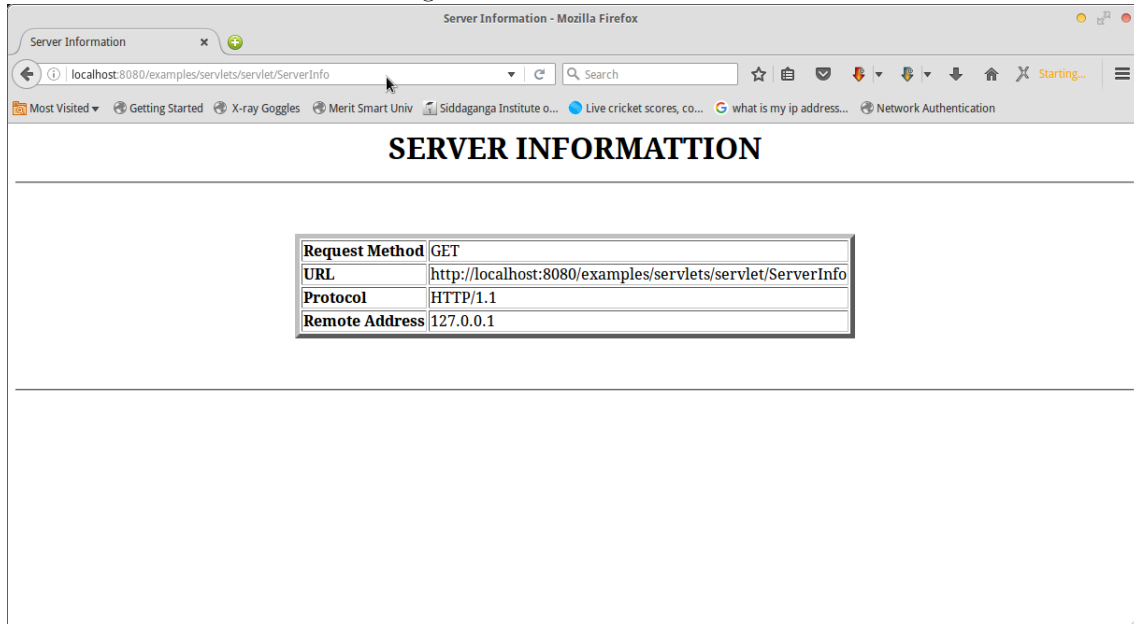 Server Information - Mozilla Firefox
Server Information
localhost:8080/examples/servlets/servlet/ServerInfo
Search
Starting...
Most Visited Getting Started X-ray Goggles Merit Smart Univ Siddaganga Institute o... Live cricket scores, co... what is my ip address... Network Authentication
SERVER INFORMATTION
Request Method GET
URL http://localhost:8080/examples/servlets/servlet/ServerInfo
Protocol HTTP/1.1
Remote Address 127.0.0.1